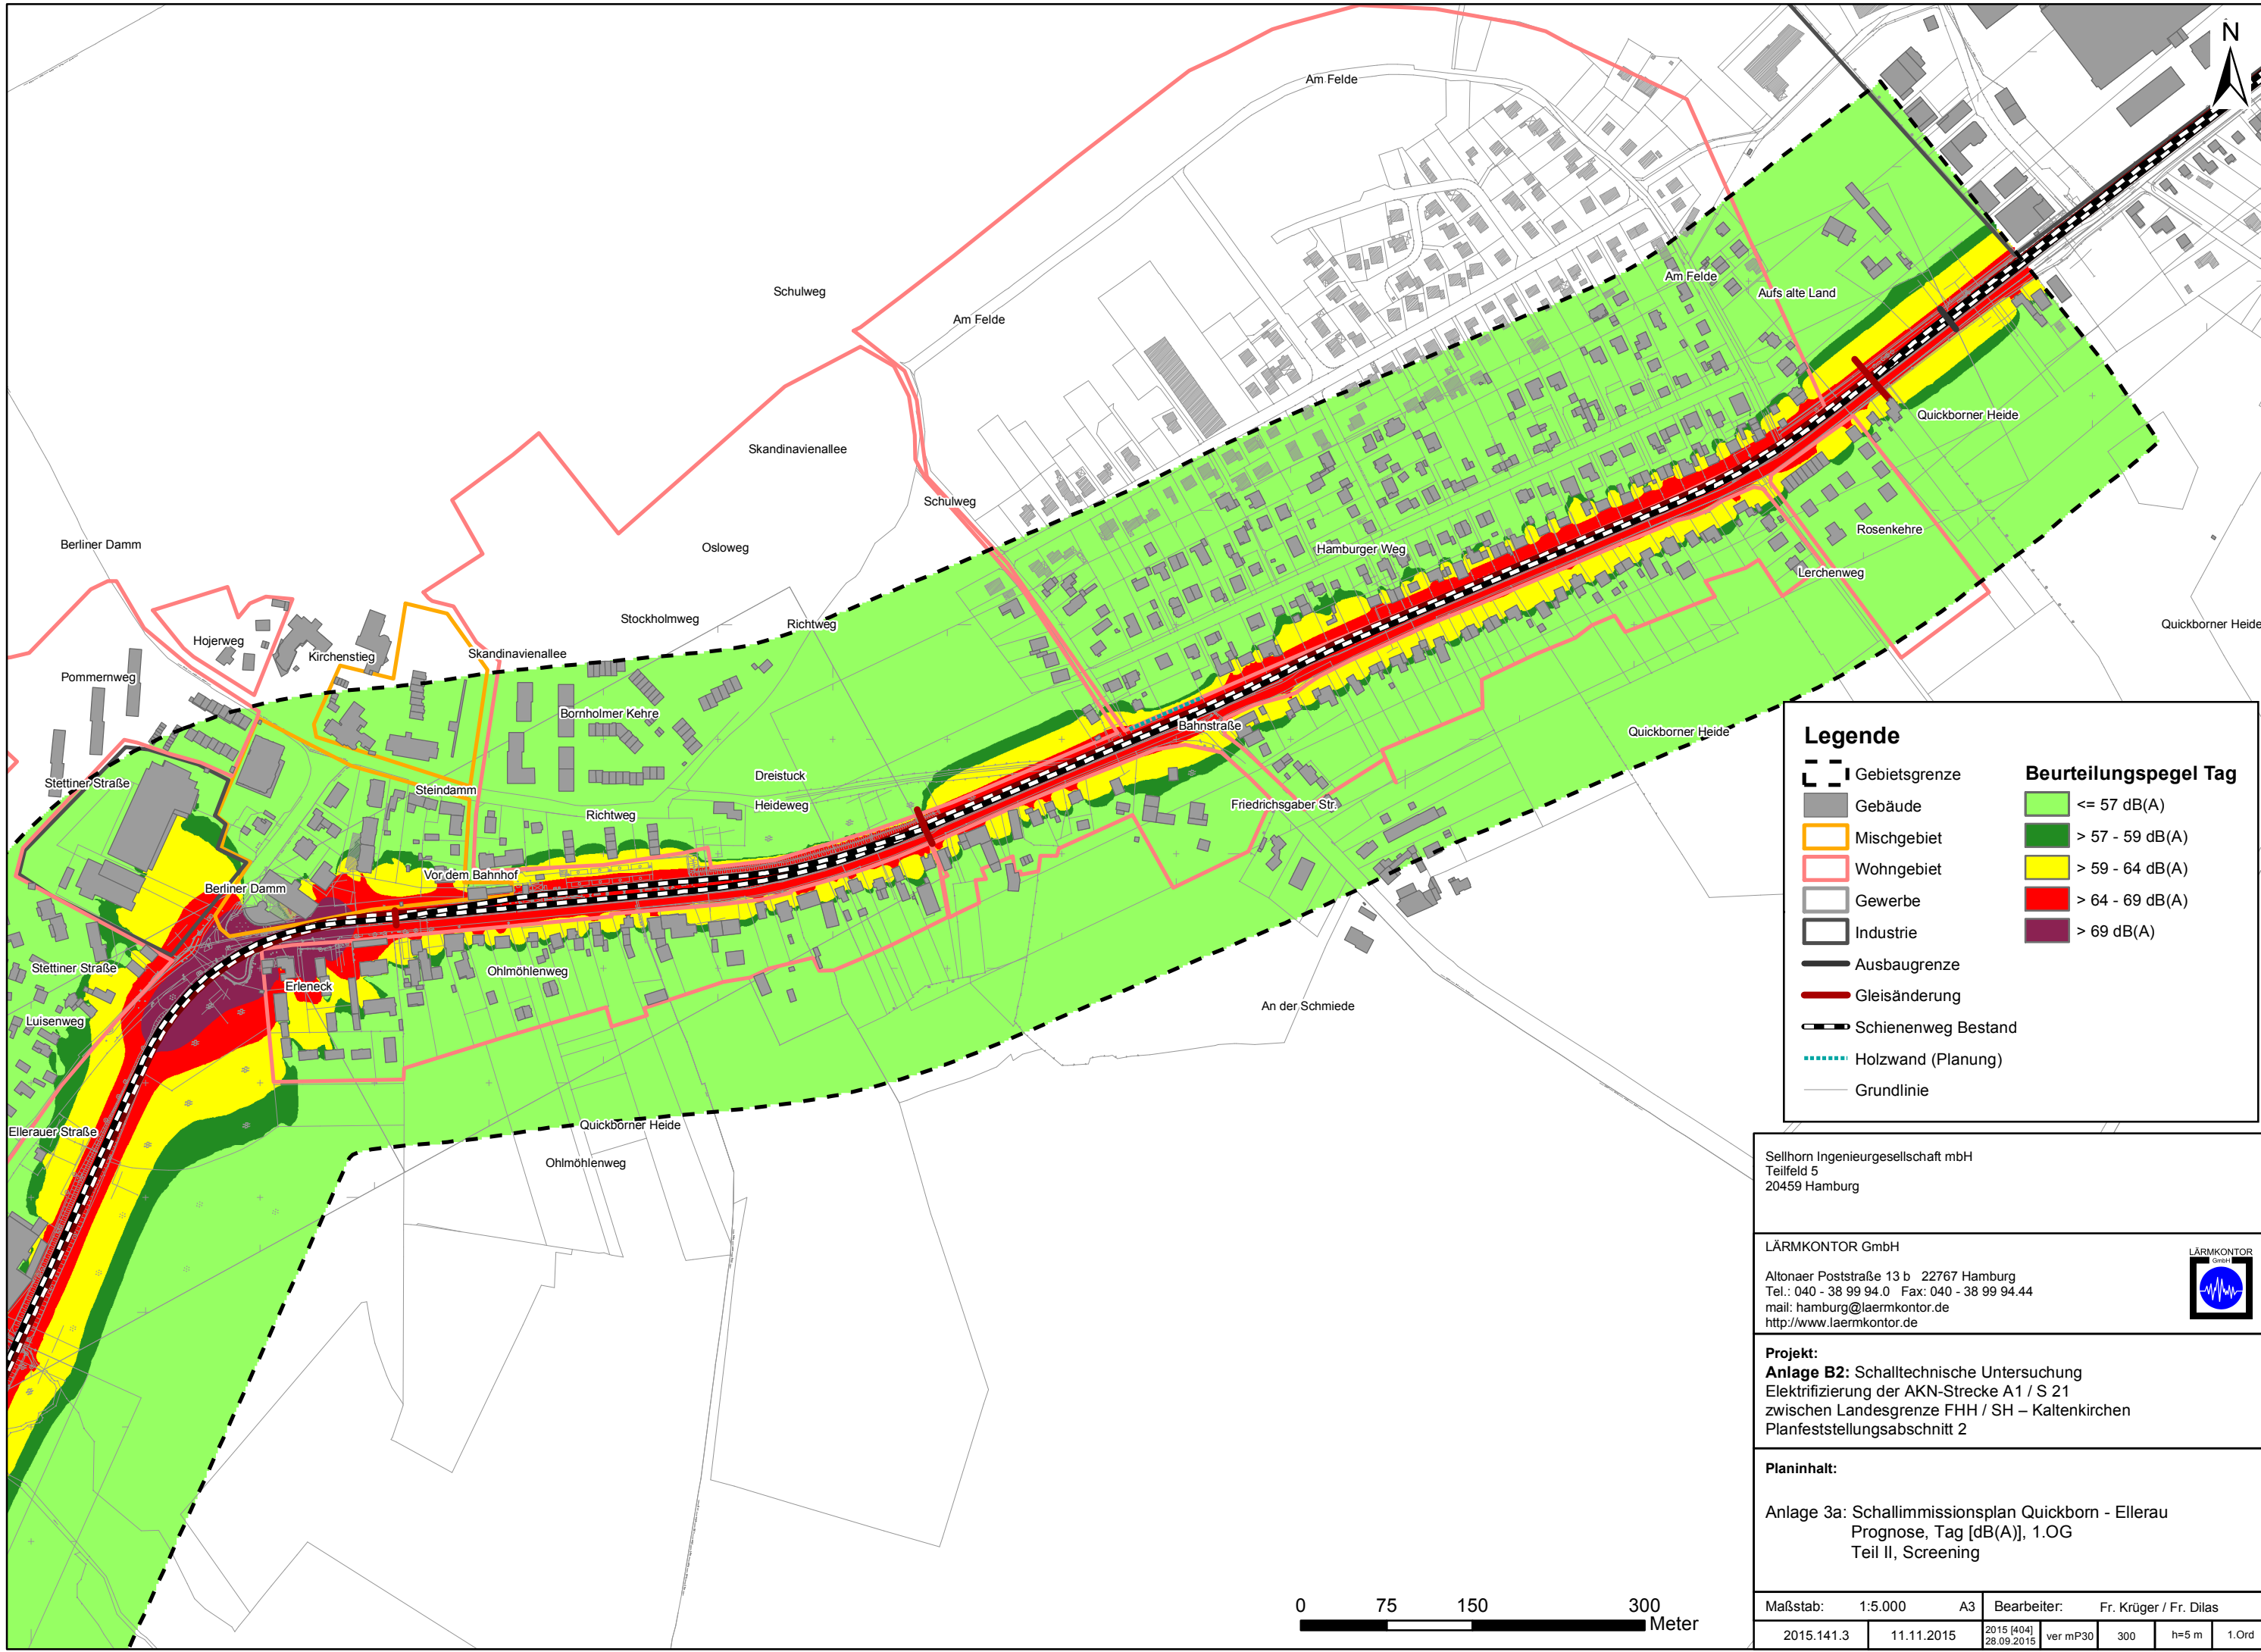 N
Am Felde
Schulweg
Am Felde
Am Felde
Aufs alte Land
Quickborner Heide
Skandinavienallee
Schulweg
Berliner Damm
Osloweg
Hamburger Weg
Rosenkehre
Lerchenweg
Stockholmweg
Richtweg
Quickborner Heide
Hojerweg
Kirchenstieg
Skandinavienallee
Pommernweg
Bornholmer Kehre
Bahnstraße
Quickborner Heide
Stettiner Straße
Steindamm
Dreistuck
Heideweg
Friedrichsgaber Str.
Richtweg
Vor dem Bahnhof
Berliner Damm
Stettiner Straße
Ohlmöhlenweg
Erleneck
Luisenweg
An der Schmiede
Ellerauer Straße
Quickborner Heide
Ohlmöhlenweg
Legende
Gebietsgrenze
Gebäude
Mischgebiet
Wohngebiet
Gewerbe
Industrie
Ausbaugrenze
Gleisänderung
Schienenweg Bestand
Holzwand (Planung)
Grundlinie
Beurteilungspegel Tag
<= 57 dB(A)
> 57 - 59 dB(A)
> 59 - 64 dB(A)
> 64 - 69 dB(A)
> 69 dB(A)
Sellhorn Ingenieurgesellschaft mbH
Teilfeld 5
20459 Hamburg
LÄRMKONTOR GmbH
Altonaer Poststraße 13 b 22767 Hamburg
Tel.: 040 - 38 99 94.0 Fax: 040 - 38 99 94.44
mail: hamburg@laermkontor.de
http://www.laermkontor.de
LÄRMKONTOR
GmbH
Projekt:
Anlage B2: Schalltechnische Untersuchung
Elektrifizierung der AKN-Strecke A1 / S 21
zwischen Landesgrenze FHH / SH – Kaltenkirchen
Planfeststellungsabschnitt 2
Planinhalt:
Anlage 3a: Schallimmissionsplan Quickborn - Ellerau
Prognose, Tag [dB(A)], 1.OG
Teil II, Screening
Maßstab: 1:5.000 A3 Bearbeiter: Fr. Krüger / Fr. Dilas
2015.141.3 11.11.2015 2015 [404] 28.09.2015 ver mP30 300 h=5 m 1.Ord
0 75 150 300
Meter